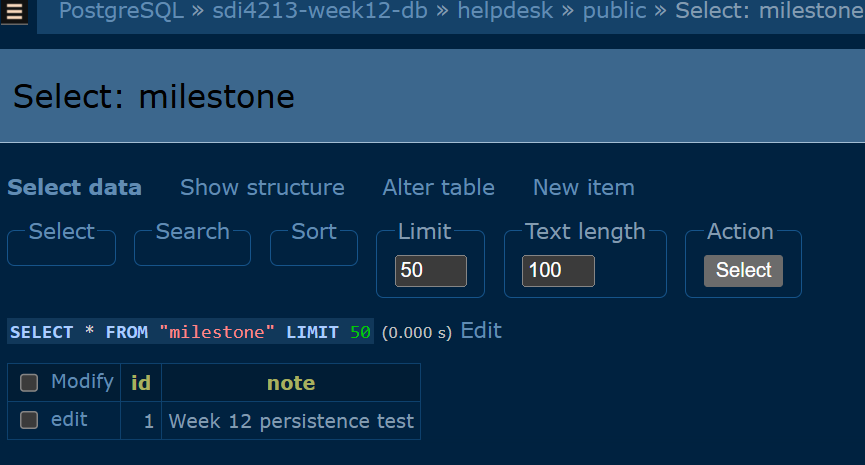 PostgreSQL » sdi4213-week12-db » helpdesk » public » Select: milestone
Select: milestone
Select data Show structure Alter table New item
Select Search Sort Limit Text length Action
50 100 Select
SELECT * FROM "milestone" LIMIT 50 (0.000 s) Edit
Modify id note
edit 1 Week 12 persistence test